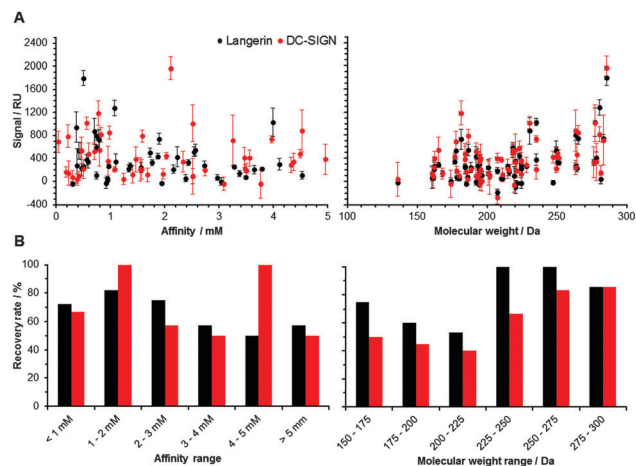 A
Langerin DC-SIGN
Signal / RU
2400
2000
1600
1200
800
400
0
-400
0 1 2 3 4 5
Affinity / mM
100 150 200 250 300
Molecular weight / Da
B
Recovery rate / %
100
80
60
40
20
0
< 1 mM
1 - 2 mM
2 - 3 mM
3 - 4 mM
4 - 5 mM
> 5 mm
Affinity range
150 - 175
175 - 200
200 - 225
225 - 250
250 - 275
275 - 300
Molecular weight range / Da